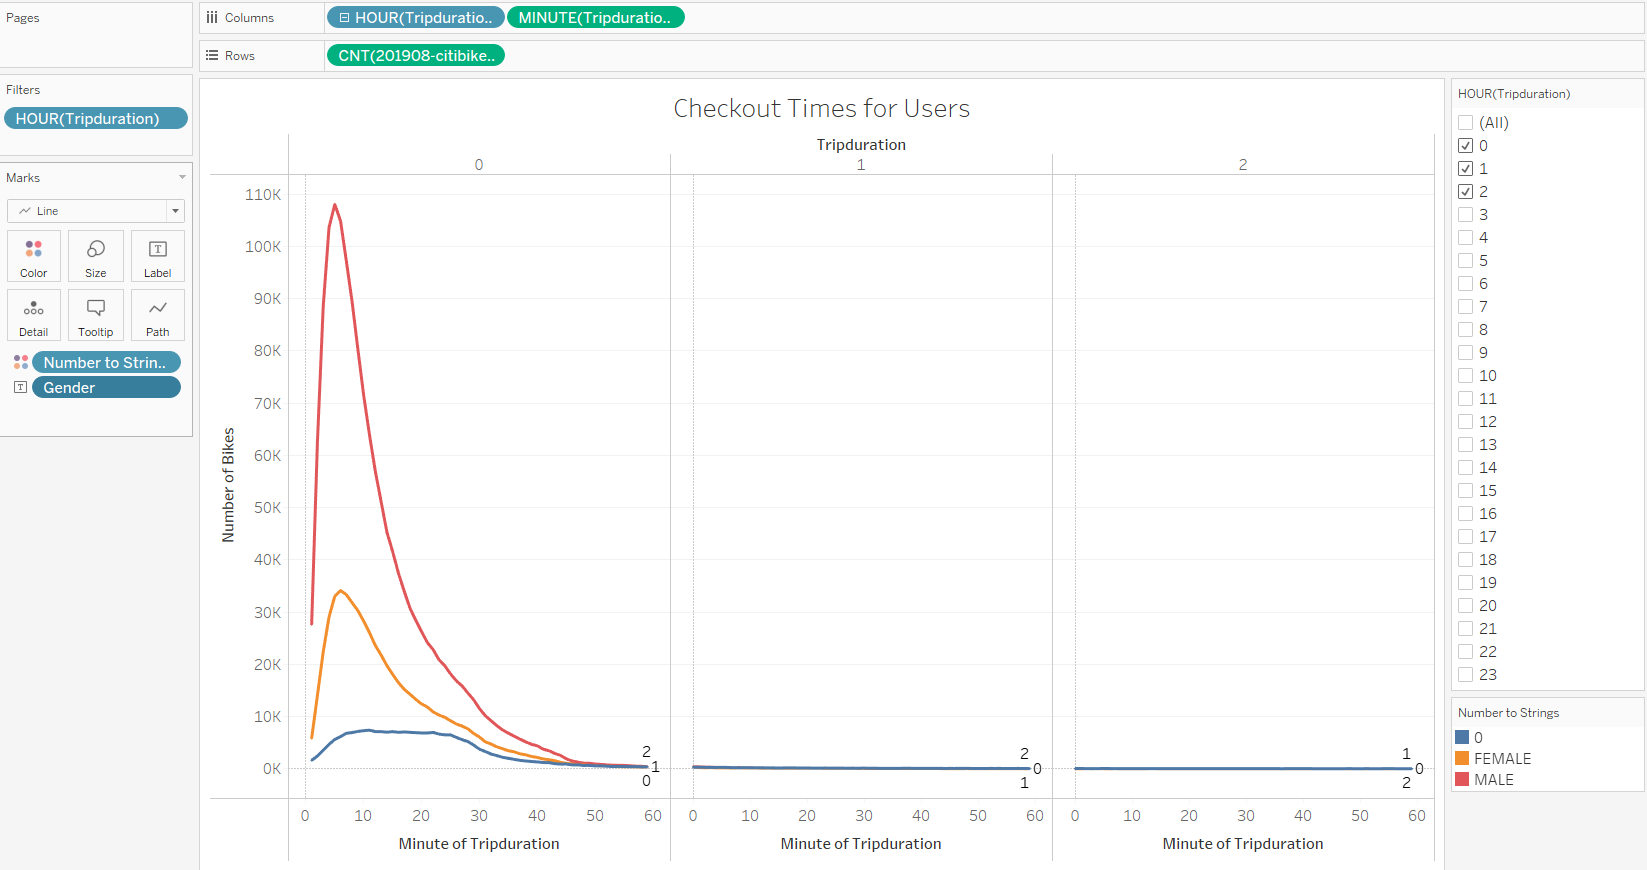 Pages
Columns
HOUR(Tripduratio..
MINUTE(Tripduratio..
Rows
CNT(201908-citibike..
Filters
HOUR(Tripduration)
Marks
Line
Color
Size
Label
Detail
Tooltip
Path
Number to Strin..
Gender
Checkout Times for Users
Tripduration
0
1
2
Number of Bikes
110K
100K
90K
80K
70K
60K
50K
40K
30K
20K
10K
0K
2
1
0
2
0
1
1
0
2
0 10 20 30 40 50 60
0 10 20 30 40 50 60
0 10 20 30 40 50 60
Minute of Tripduration
Minute of Tripduration
Minute of Tripduration
HOUR(Tripduration)
(All)
0
1
2
3
4
5
6
7
8
9
10
11
12
13
14
15
16
17
18
19
20
21
22
23
Number to Strings
0
FEMALE
MALE